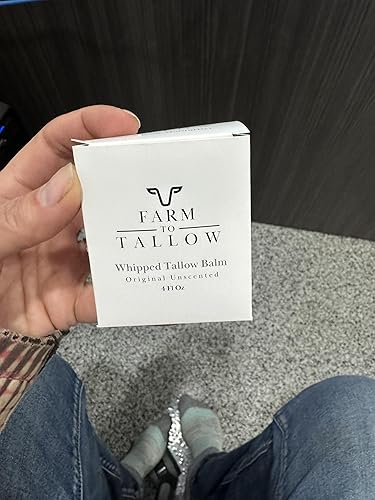 FARM
TO
TALLOW
Whipped Tallow Balm
Original Unscented
4 Fl Oz